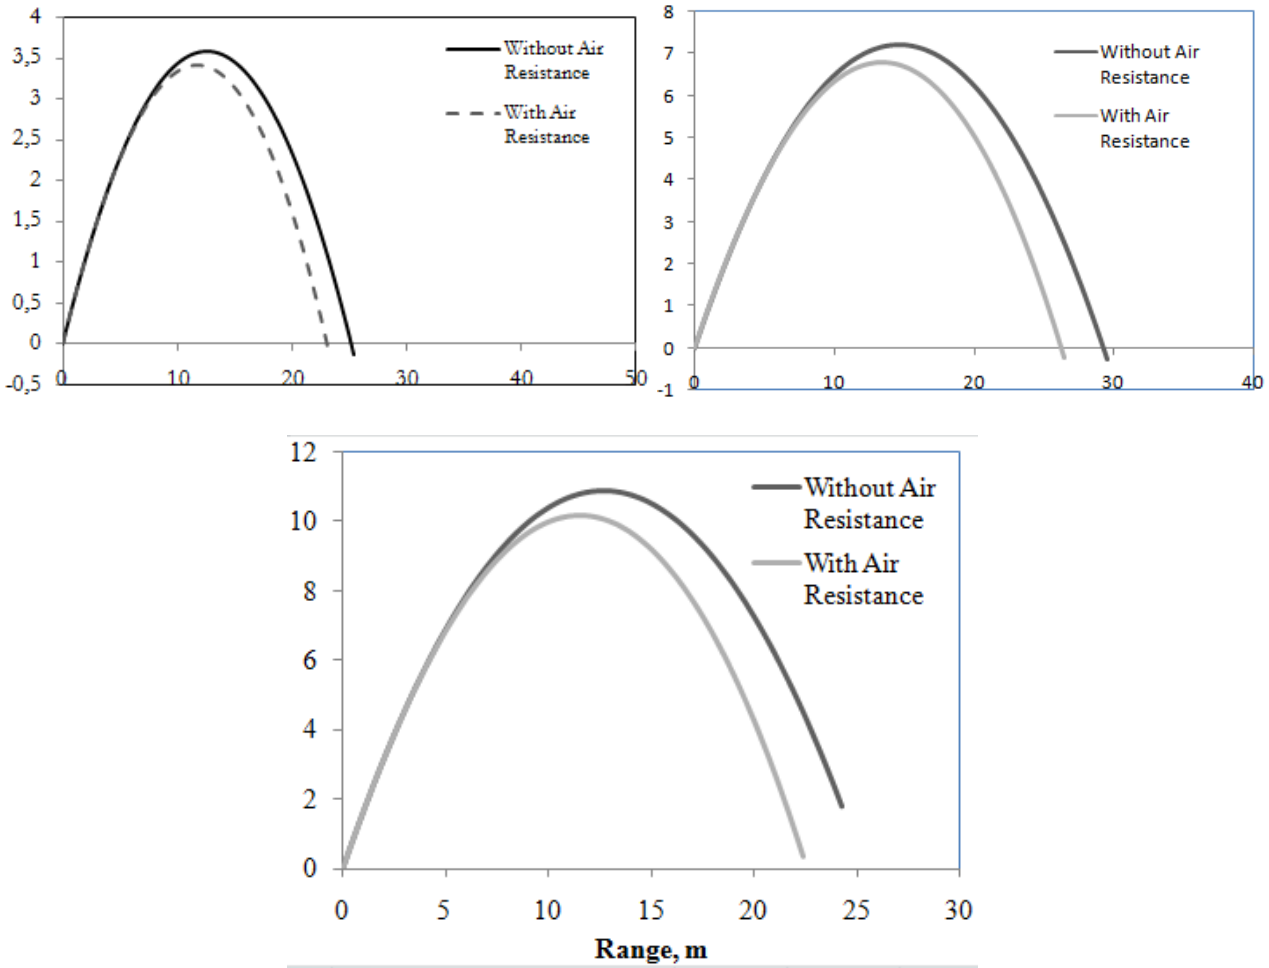 4
3,5
3
2,5
2
1,5
1
0,5
0
-0,5
0 10 20 30 40 50
Without Air
Resistance
With Air
Resistance
8
7
6
5
4
3
2
1
0
-1
0 10 20 30 40
Without Air
Resistance
With Air
Resistance
12
10
8
6
4
2
0
0 5 10 15 20 25 30
Without Air
Resistance
With Air
Resistance
Range, m